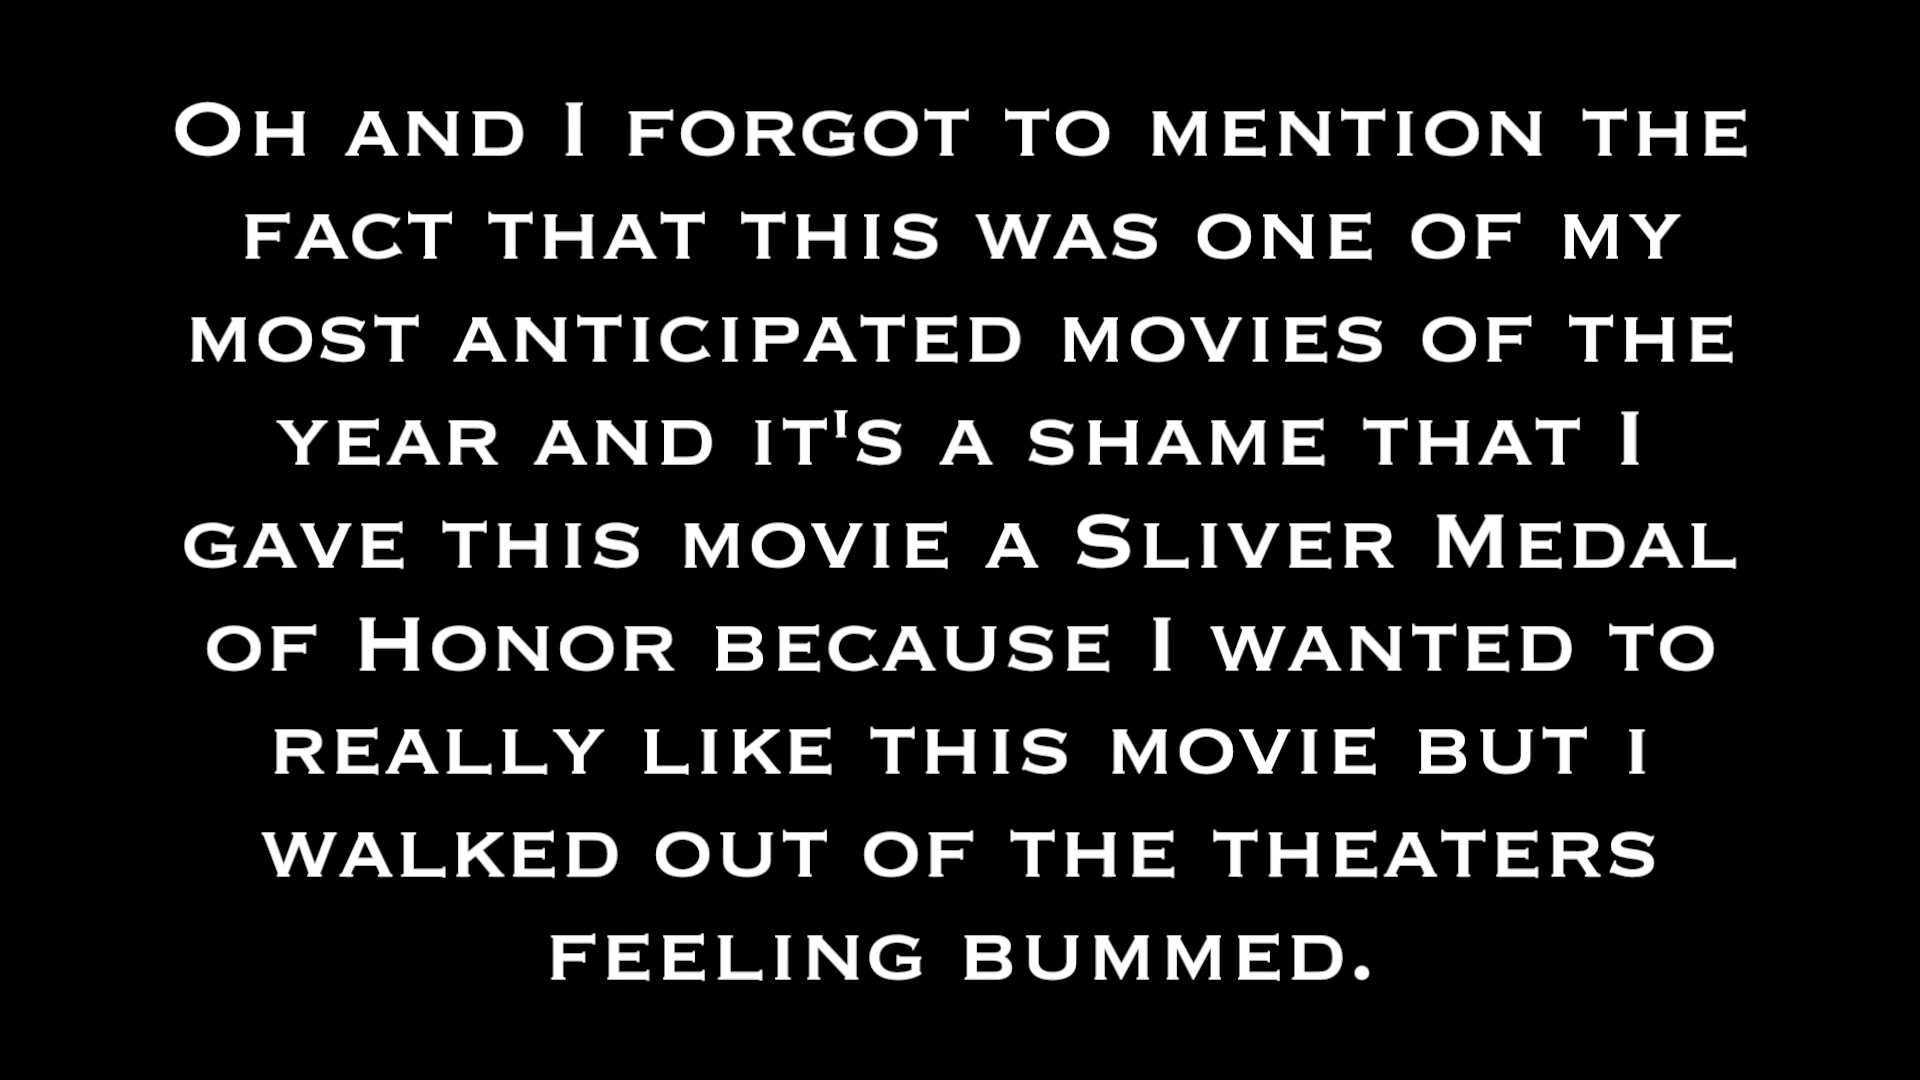 Oh and I forgot to mention the
fact that this was one of my
most anticipated movies of the
year and it's a shame that I
gave this movie a Sliver Medal
of Honor because I wanted to
really like this movie but i
walked out of the theaters
feeling bummed.